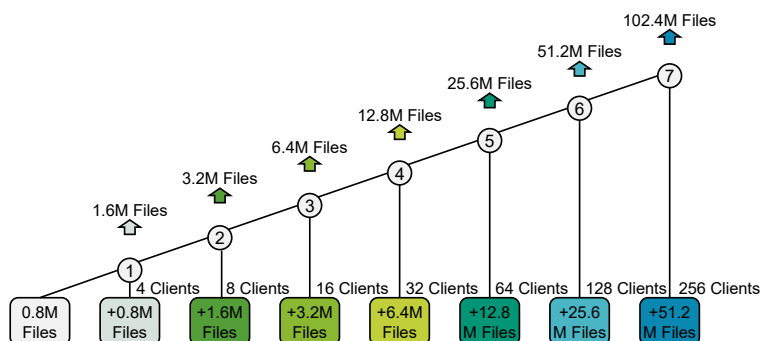 102.4M Files
51.2M Files
7
25.6M Files
6
12.8M Files
5
6.4M Files
4
3.2M Files
3
1.6M Files
2
1
4 Clients
8 Clients
16 Clients
32 Clients
64 Clients
128 Clients
256 Clients
0.8M
Files
+0.8M
Files
+1.6M
Files
+3.2M
Files
+6.4M
Files
+12.8
M Files
+25.6
M Files
+51.2
M Files